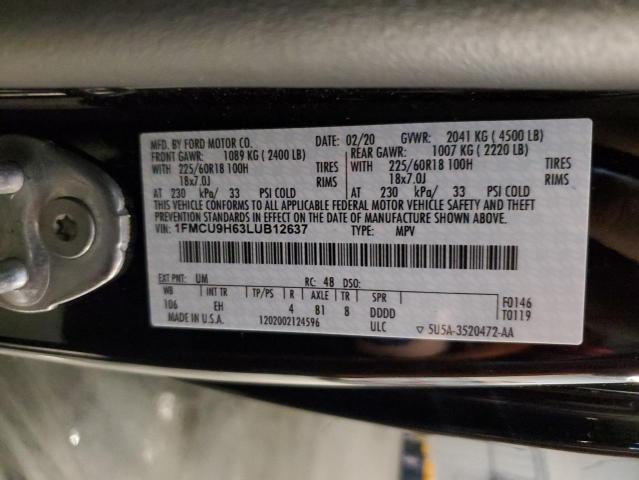 MFD. BY FORD MOTOR CO. DATE: 02/20 GVWR: 2041 KG ( 4500 LB)
FRONT GAWR: 1089 KG ( 2400 LB) REAR GAWR: 1007 KG ( 2220 LB)
WITH 225/60R18 100H TIRES WITH 225/60R18 100H TIRES
18x7.0J RIMS 18x7.0J RIMS
AT 230 kPa/ 33 PSI COLD AT 230 kPa/ 33 PSI COLD
THIS VEHICLE CONFORMS TO ALL APPLICABLE FEDERAL MOTOR VEHICLE SAFETY AND THEFT
PREVENTION STANDARDS IN EFFECT ON THE DATE OF MANUFACTURE SHOWN ABOVE.
VIN: 1FMCU9H63LUB12637 TYPE: MPV
EXT PNT: UM RC: 48 DSO:
WB INT TR TP/PS R AXLE TR SPR F0146
106 EH 4 81 8 DDDD T0119
MADE IN U.S.A. 1202002124596 ULC ▽ 5U5A-3520472-AA